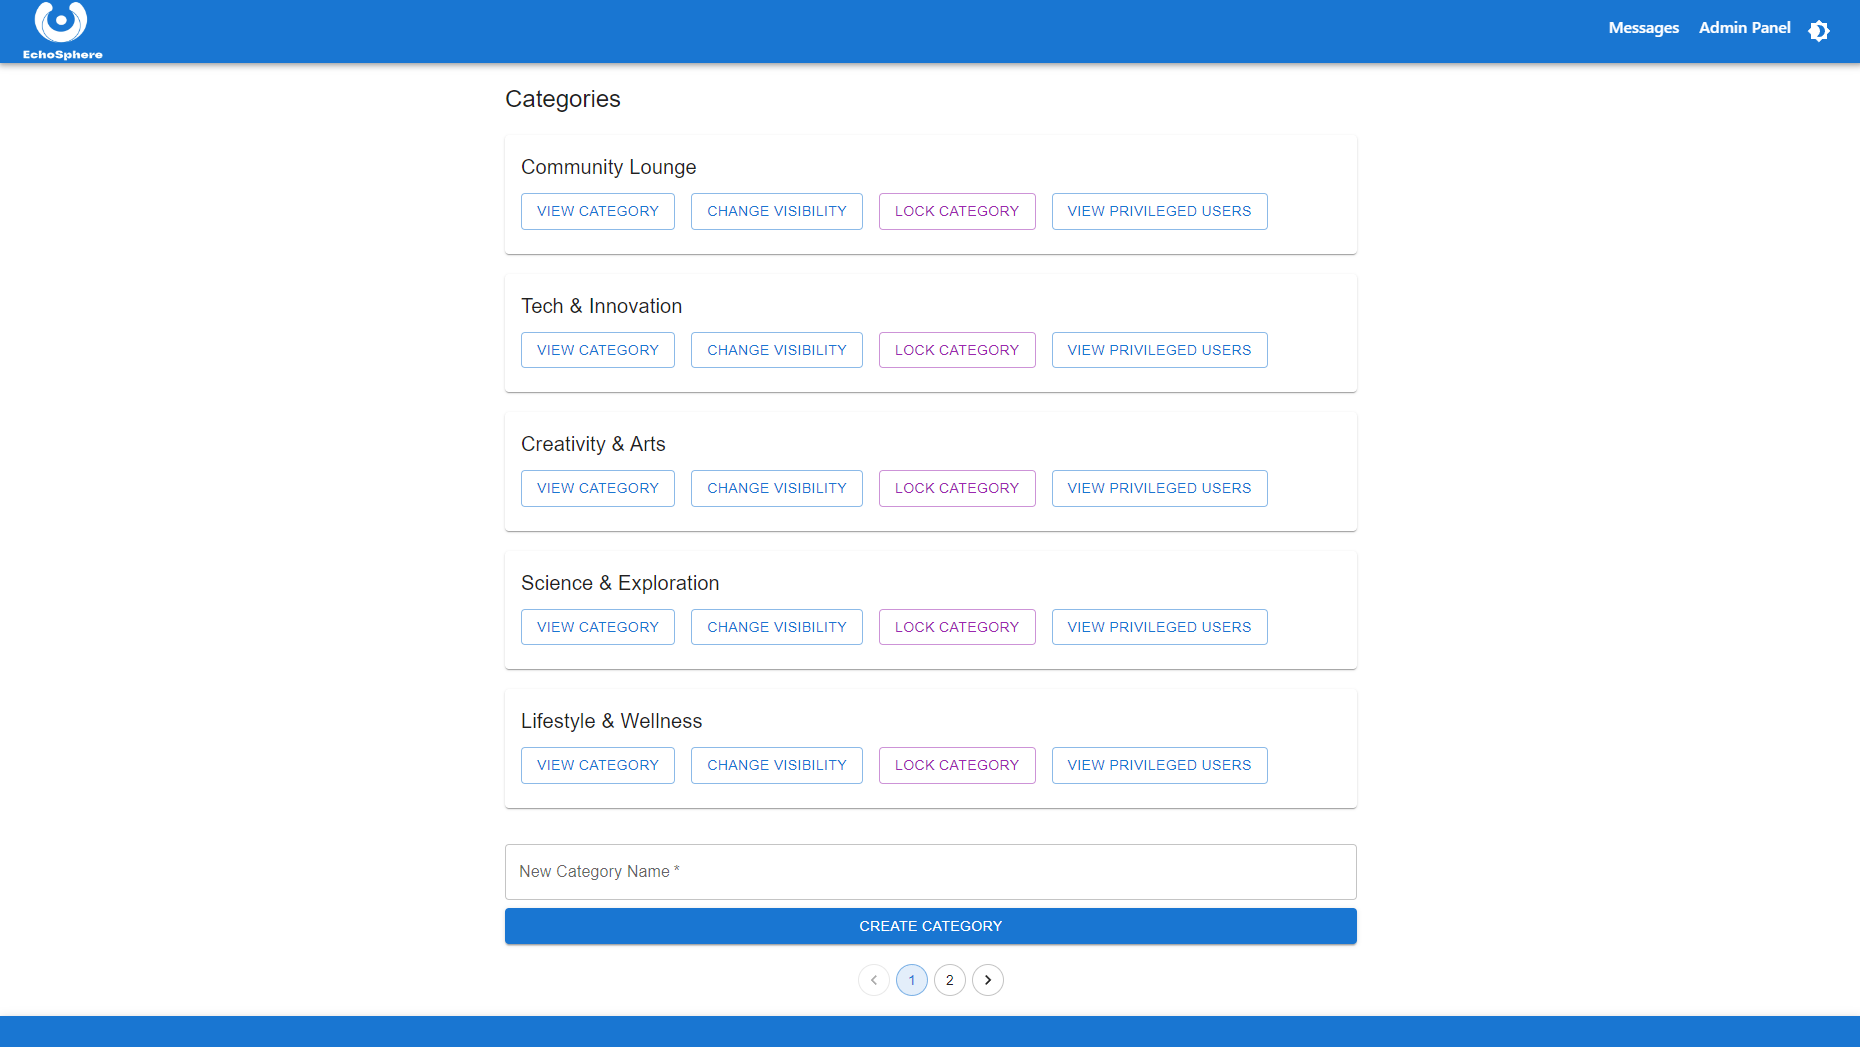 EchoSphere
Messages Admin Panel
Categories
Community Lounge
VIEW CATEGORY CHANGE VISIBILITY LOCK CATEGORY VIEW PRIVILEGED USERS
Tech & Innovation
VIEW CATEGORY CHANGE VISIBILITY LOCK CATEGORY VIEW PRIVILEGED USERS
Creativity & Arts
VIEW CATEGORY CHANGE VISIBILITY LOCK CATEGORY VIEW PRIVILEGED USERS
Science & Exploration
VIEW CATEGORY CHANGE VISIBILITY LOCK CATEGORY VIEW PRIVILEGED USERS
Lifestyle & Wellness
VIEW CATEGORY CHANGE VISIBILITY LOCK CATEGORY VIEW PRIVILEGED USERS
New Category Name *
CREATE CATEGORY
1 2